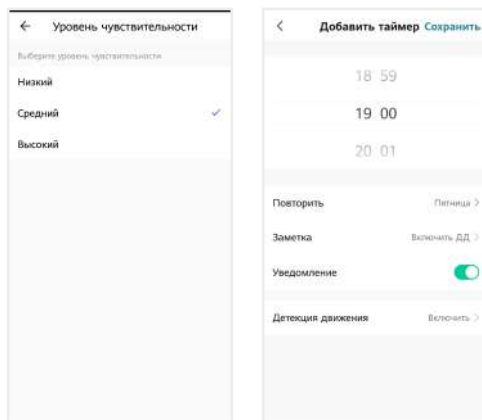 ← Уровень чувствительности
Выберите уровень чувствительности
Низкий
Средний
Высокий
Добавить таймер Сохранить
18 59
19 00
20 01
Повторить Пятница
Заметка Включить ДД
Уведомление
Детекция движения Включить